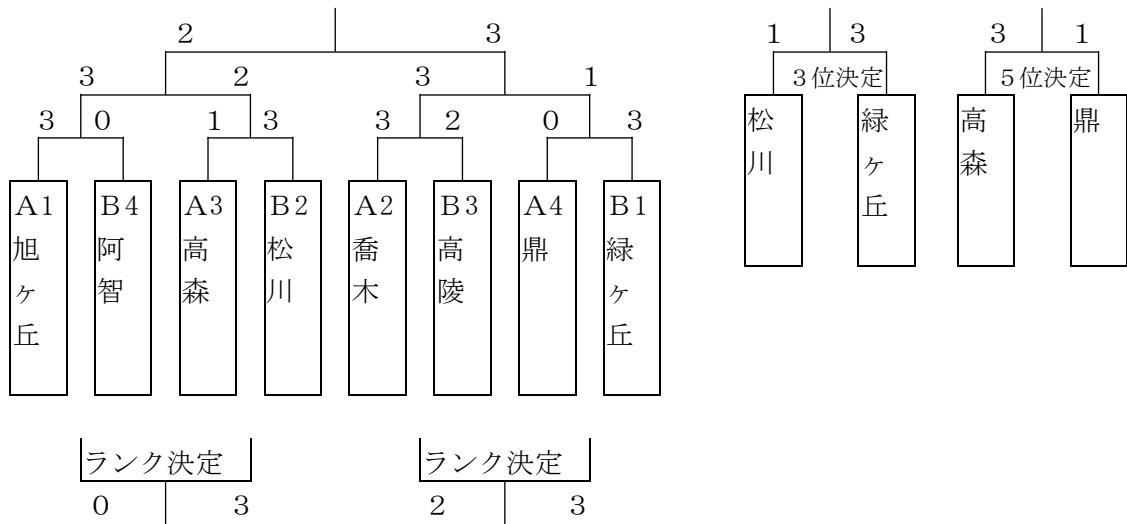 ２ ３
３ ２ ３ １
３ ０ １ ３ ３ ２ ０ ３
Ａ１ 旭ヶ丘
Ｂ４ 阿智
Ａ３ 高森
Ｂ２ 松川
Ａ２ 喬木
Ｂ３ 高陵
Ａ４ 鼎
Ｂ１ 緑ヶ丘
ランク決定
０ ３
ランク決定
２ ３
１ ３
３位決定
松川
緑ヶ丘
３ １
５位決定
高森
鼎